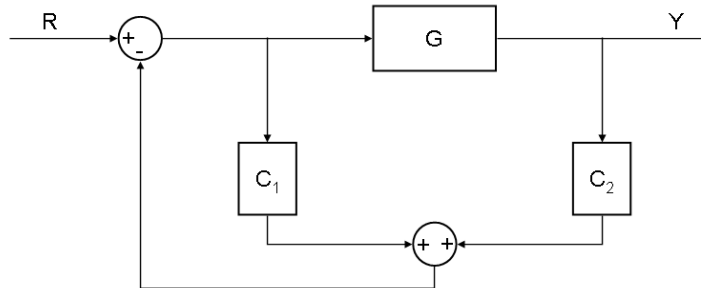 R G Y
+
-
C₁ C₂
+ +